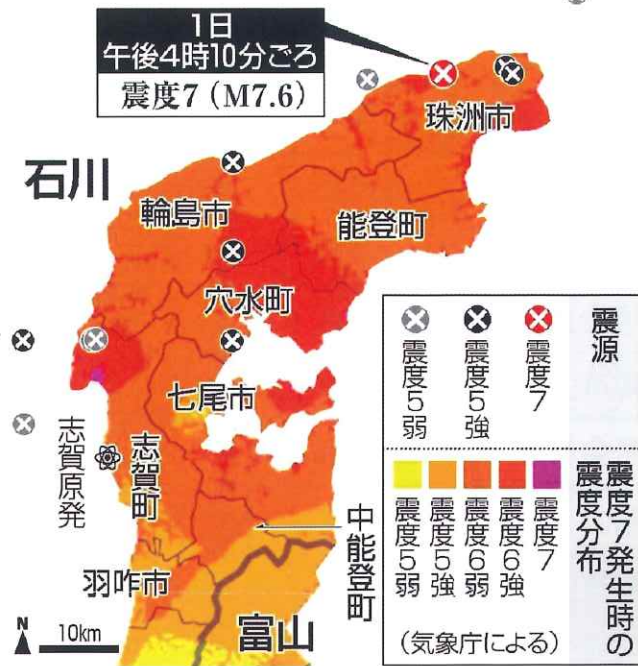 1日
午後4時10分ごろ
震度7（M7.6）
珠洲市
石川
輪島市
能登町
穴水町
七尾市
志賀原発
志賀町
中能登町
羽咋市
富山
N
10km
震源
震度7
震度5強
震度5弱
震度7発生時の
震度分布
震度7
震度6強
震度6弱
震度5強
震度5弱
（気象庁による）